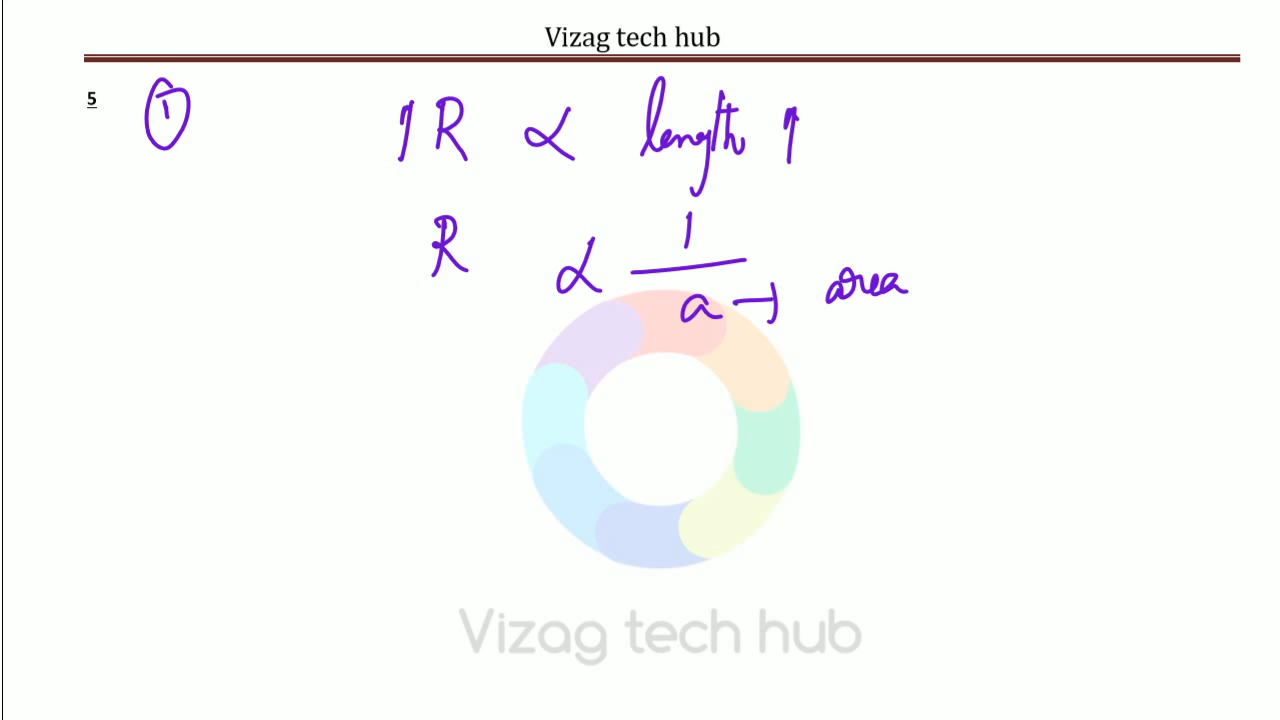 Vizag tech hub
5 ① ↑R ∝ length ↑
R ∝ 1/a → area
Vizag tech hub